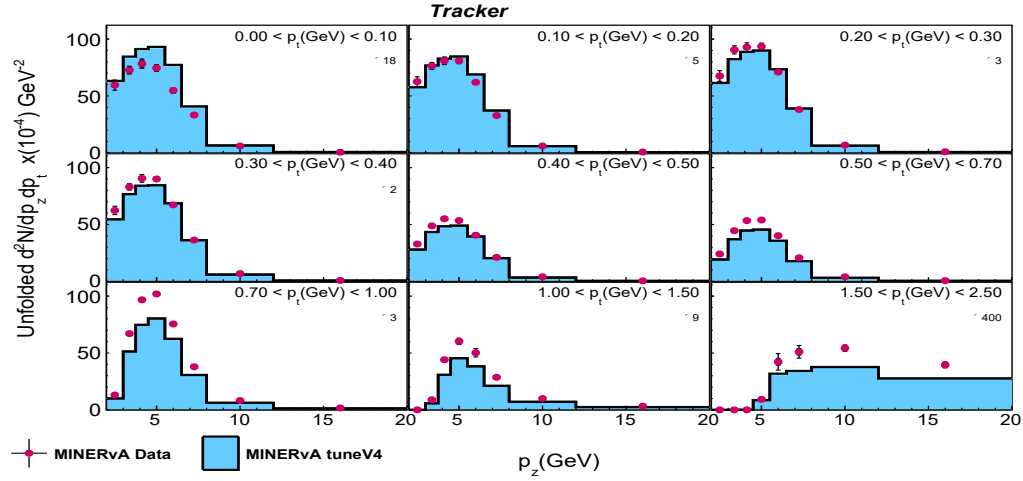 Tracker
Unfolded d²N/dp_z dp_t x(10⁻⁴) GeV⁻²
0.00 < p_t(GeV) < 0.10
´ 18
0.10 < p_t(GeV) < 0.20
´ 5
0.20 < p_t(GeV) < 0.30
´ 3
100
50
0
0.30 < p_t(GeV) < 0.40
´ 2
0.40 < p_t(GeV) < 0.50
0.50 < p_t(GeV) < 0.70
100
50
0
0.70 < p_t(GeV) < 1.00
´ 3
1.00 < p_t(GeV) < 1.50
´ 9
1.50 < p_t(GeV) < 2.50
´ 400
100
50
0
5 10 15 5 10 15 5 10 15 20
MINERvA Data
MINERvA tuneV4
p_z(GeV)